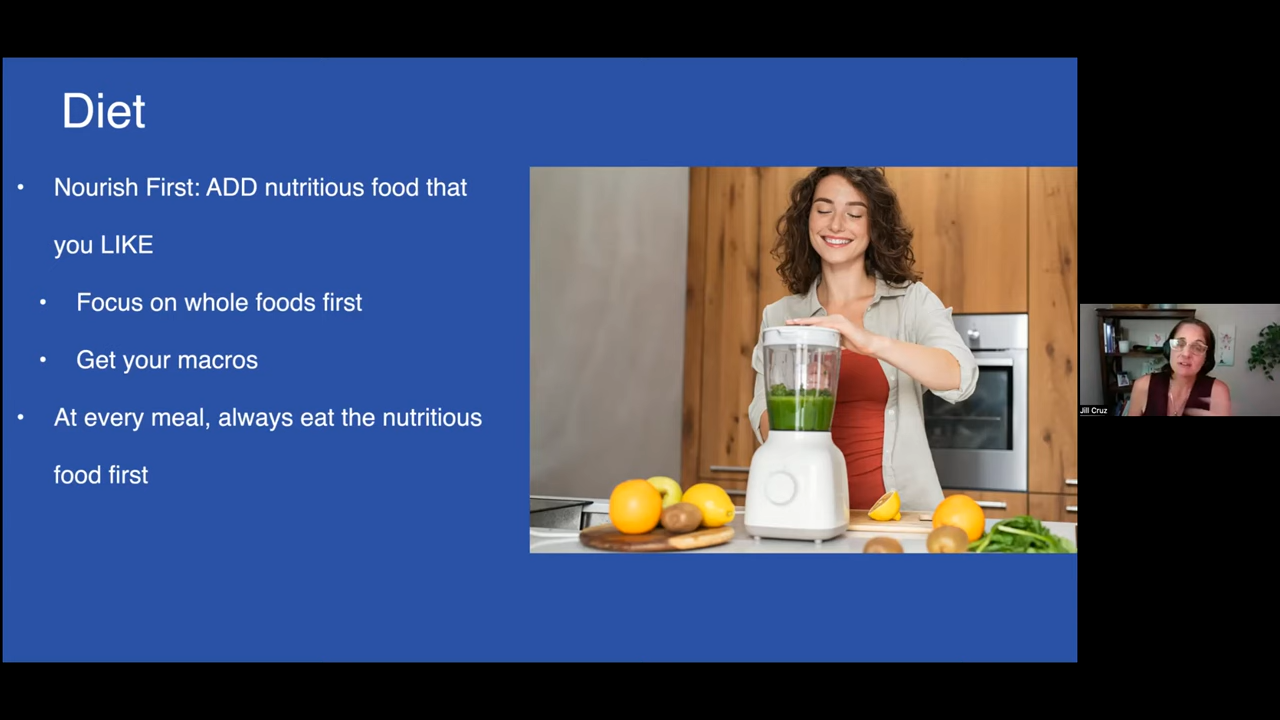 Diet
• Nourish First: ADD nutritious food that
you LIKE
• Focus on whole foods first
• Get your macros
• At every meal, always eat the nutritious
food first
Jill Cruz